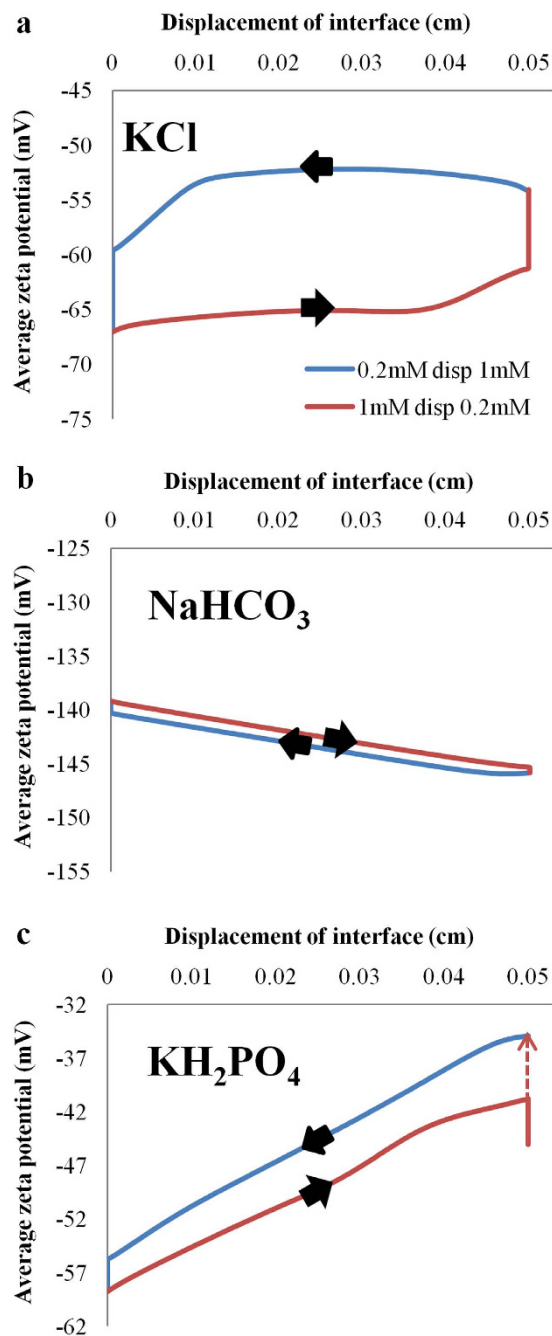 a
Displacement of interface (cm)
0 0.01 0.02 0.03 0.04 0.05
Average zeta potential (mV)
-45
-50
-55
-60
-65
-70
-75
KCl
0.2mM disp 1mM
1mM disp 0.2mM
b
Displacement of interface (cm)
0 0.01 0.02 0.03 0.04 0.05
Average zeta potential (mV)
-125
-130
-135
-140
-145
-150
-155
NaHCO₃
c
Displacement of interface (cm)
0 0.01 0.02 0.03 0.04 0.05
Average zeta potential (mV)
-32
-37
-42
-47
-52
-57
-62
KH₂PO₄